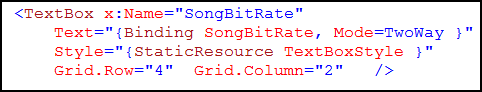 <TextBox x:Name="SongBitRate"
Text="{Binding SongBitRate, Mode=TwoWay }"
Style="{StaticResource TextBoxStyle }"
Grid.Row="4"  Grid.Column="2"   />